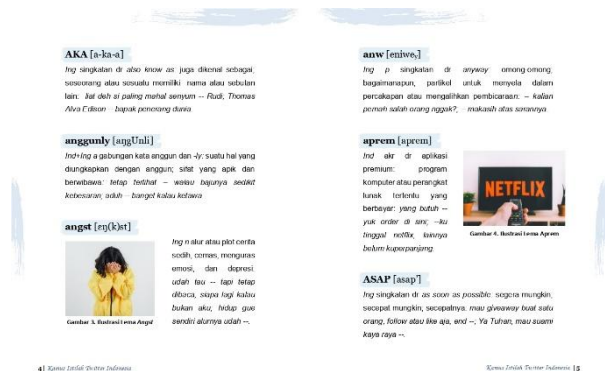 AKA [a-ka-a]
Ing singkatan dr also know as: juga dikenal sebagai;
seseorang atau sesuatu memiliki nama atau sebutan
lain: liat deh si paling mahal senyum -- Rudi; Thomas
Alva Edison – bapak penerang dunia.
anggunly [aŋgUnli]
Ind+Ing a gabungan kata anggun dan -ly: suatu hal yang
diungkapkan dengan anggun; sifat yang apik dan
berwibawa: tetap terlihat – walau bajunya sedikit
kebesaran; aduh – banget kalau ketawa
angst [ɛŋ(k)st]
Ing n alur atau plot cerita
sedih, cemas, menguras
emosi, dan depresi:
udah tau -- tapi tetap
dibaca, siapa lagi kalau
bukan aku; hidup gue
sendiri alurnya udah --.
Gambar 3. Ilustrasi Lema Angst
4| Kamus Istilah Twitter Indonesia
anw [eniweᵧ]
Ing p singkatan dr anyway omong-omong;
bagaimanapun, partikel untuk menyela dalam
percakapan atau mengalihkan pembicaraan: – kalian
pernah salah orang nggak?; – makasih atas sarannya.
aprem [aprem]
Ind akr dr aplikasi
premium: program
komputer atau perangkat
lunak tertentu yang
berbayar: yang butuh --
yuk order di sini; --ku
tinggal netflix, lainnya
belum kuperpanjang.
NETFLIX
Gambar 4. Ilustrasi Lema Aprem
ASAP [asap˺]
Ing singkatan dr as soon as possible: segera mungkin,
secepat mungkin, secepatnya: mau giveaway buat satu
orang, follow atau like aja, end --; Ya Tuhan, mau suami
kaya raya --.
Kamus Istilah Twitter Indonesia |5